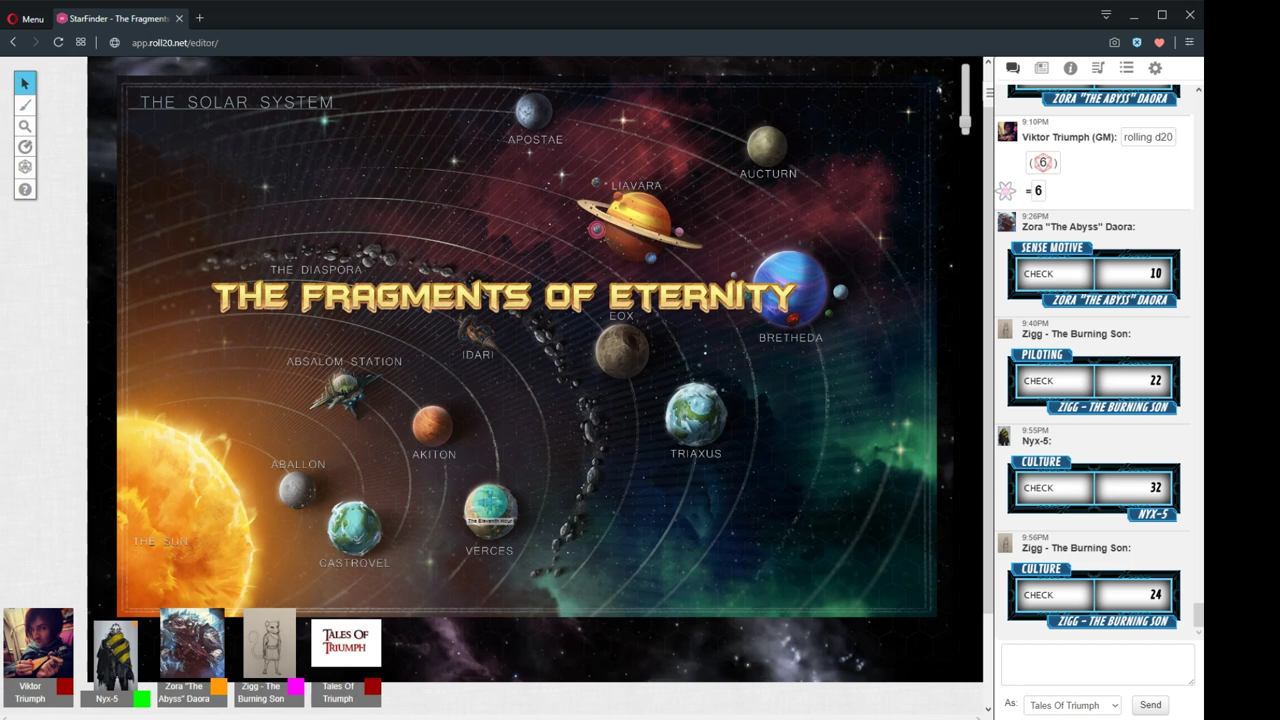 Menu
StarFinder - The Fragments
app.roll20.net/editor/
THE SOLAR SYSTEM
APOSTAE
AUCTURN
LIAVARA
THE DIASPORA
THE FRAGMENTS OF ETERNITY
EOX
BRETHEDA
IDARI
ABSALOM STATION
AKITON
TRIAXUS
ABALLON
The Eleventh Hour
THE SUN
VERCES
CASTROVEL
Viktor
Triumph
Nyx-5
Zora "The
Abyss" Daora
Zigg - The
Burning Son
TALES OF
TRIUMPH
Tales Of
Triumph
ZORA "THE ABYSS" DAORA
9:10PM
Viktor Triumph (GM): rolling d20
(6)
=6
9:26PM
Zora "The Abyss" Daora:
SENSE MOTIVE
CHECK 10
ZORA "THE ABYSS" DAORA
9:40PM
Zigg - The Burning Son:
PILOTING
CHECK 22
ZIGG - THE BURNING SON
9:55PM
Nyx-5:
CULTURE
CHECK 32
NYX-5
9:56PM
Zigg - The Burning Son:
CULTURE
CHECK 24
ZIGG - THE BURNING SON
As: Tales Of Triumph Send